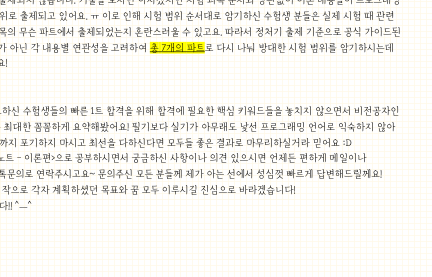 위로 출제되고 있어요. ㅠ 이로 인해 시험 범위 순서대로 암기하신 수험생 분들은 실제 시험 때 관련
목의 무슨 파트에서 출제되었는지 혼란스러울 수 있고요. 따라서 정처기 출제 기준으로 공식 가이드된
가 아닌 각 내용별 연관성을 고려하여 총 7개의 파트로 다시 나눠 방대한 시험 범위를 암기하시는데
요!
하신 수험생들의 빠른 1트 합격을 위해 합격에 필요한 핵심 키워드들을 놓치지 않으면서 비전공자인
최대한 꼼꼼하게 요약해봤어요! 필기보다 실기가 아무래도 낯선 프로그래밍 언어로 익숙하지 않아
까지 포기하지 마시고 최선을 다하신다면 모두들 좋은 결과로 마무리하실거라 믿어요 :D
노트 - 이론편>으로 공부하시면서 궁금하신 사항이나 의견 있으시면 언제든 편하게 메일이나
톡문의로 연락주시고요~ 문의주신 모든 분들께 제가 아는 선에서 성심껏 빠르게 답변해드릴께요!
작으로 각자 계획하셨던 목표와 꿈 모두 이루시길 진심으로 바라겠습니다!
다!! ^__^